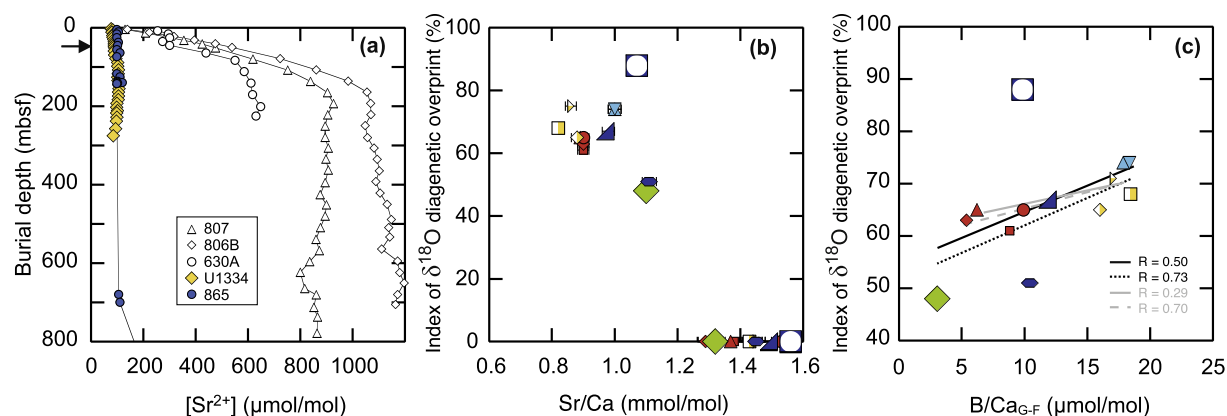 (a)
0
200
400
600
800
Burial depth (mbsf)
807
806B
630A
U1334
865
0 200 400 600 800 1000
[Sr²⁺] (μmol/mol)
(b)
100
80
60
40
20
0
Index of δ¹⁸O diagenetic overprint (%)
0.6 0.8 1.0 1.2 1.4 1.6
Sr/Ca (mmol/mol)
(c)
100
90
80
70
60
50
40
Index of δ¹⁸O diagenetic overprint (%)
R = 0.50
R = 0.73
R = 0.29
R = 0.70
0 5 10 15 20 25
B/Ca_G-F (μmol/mol)